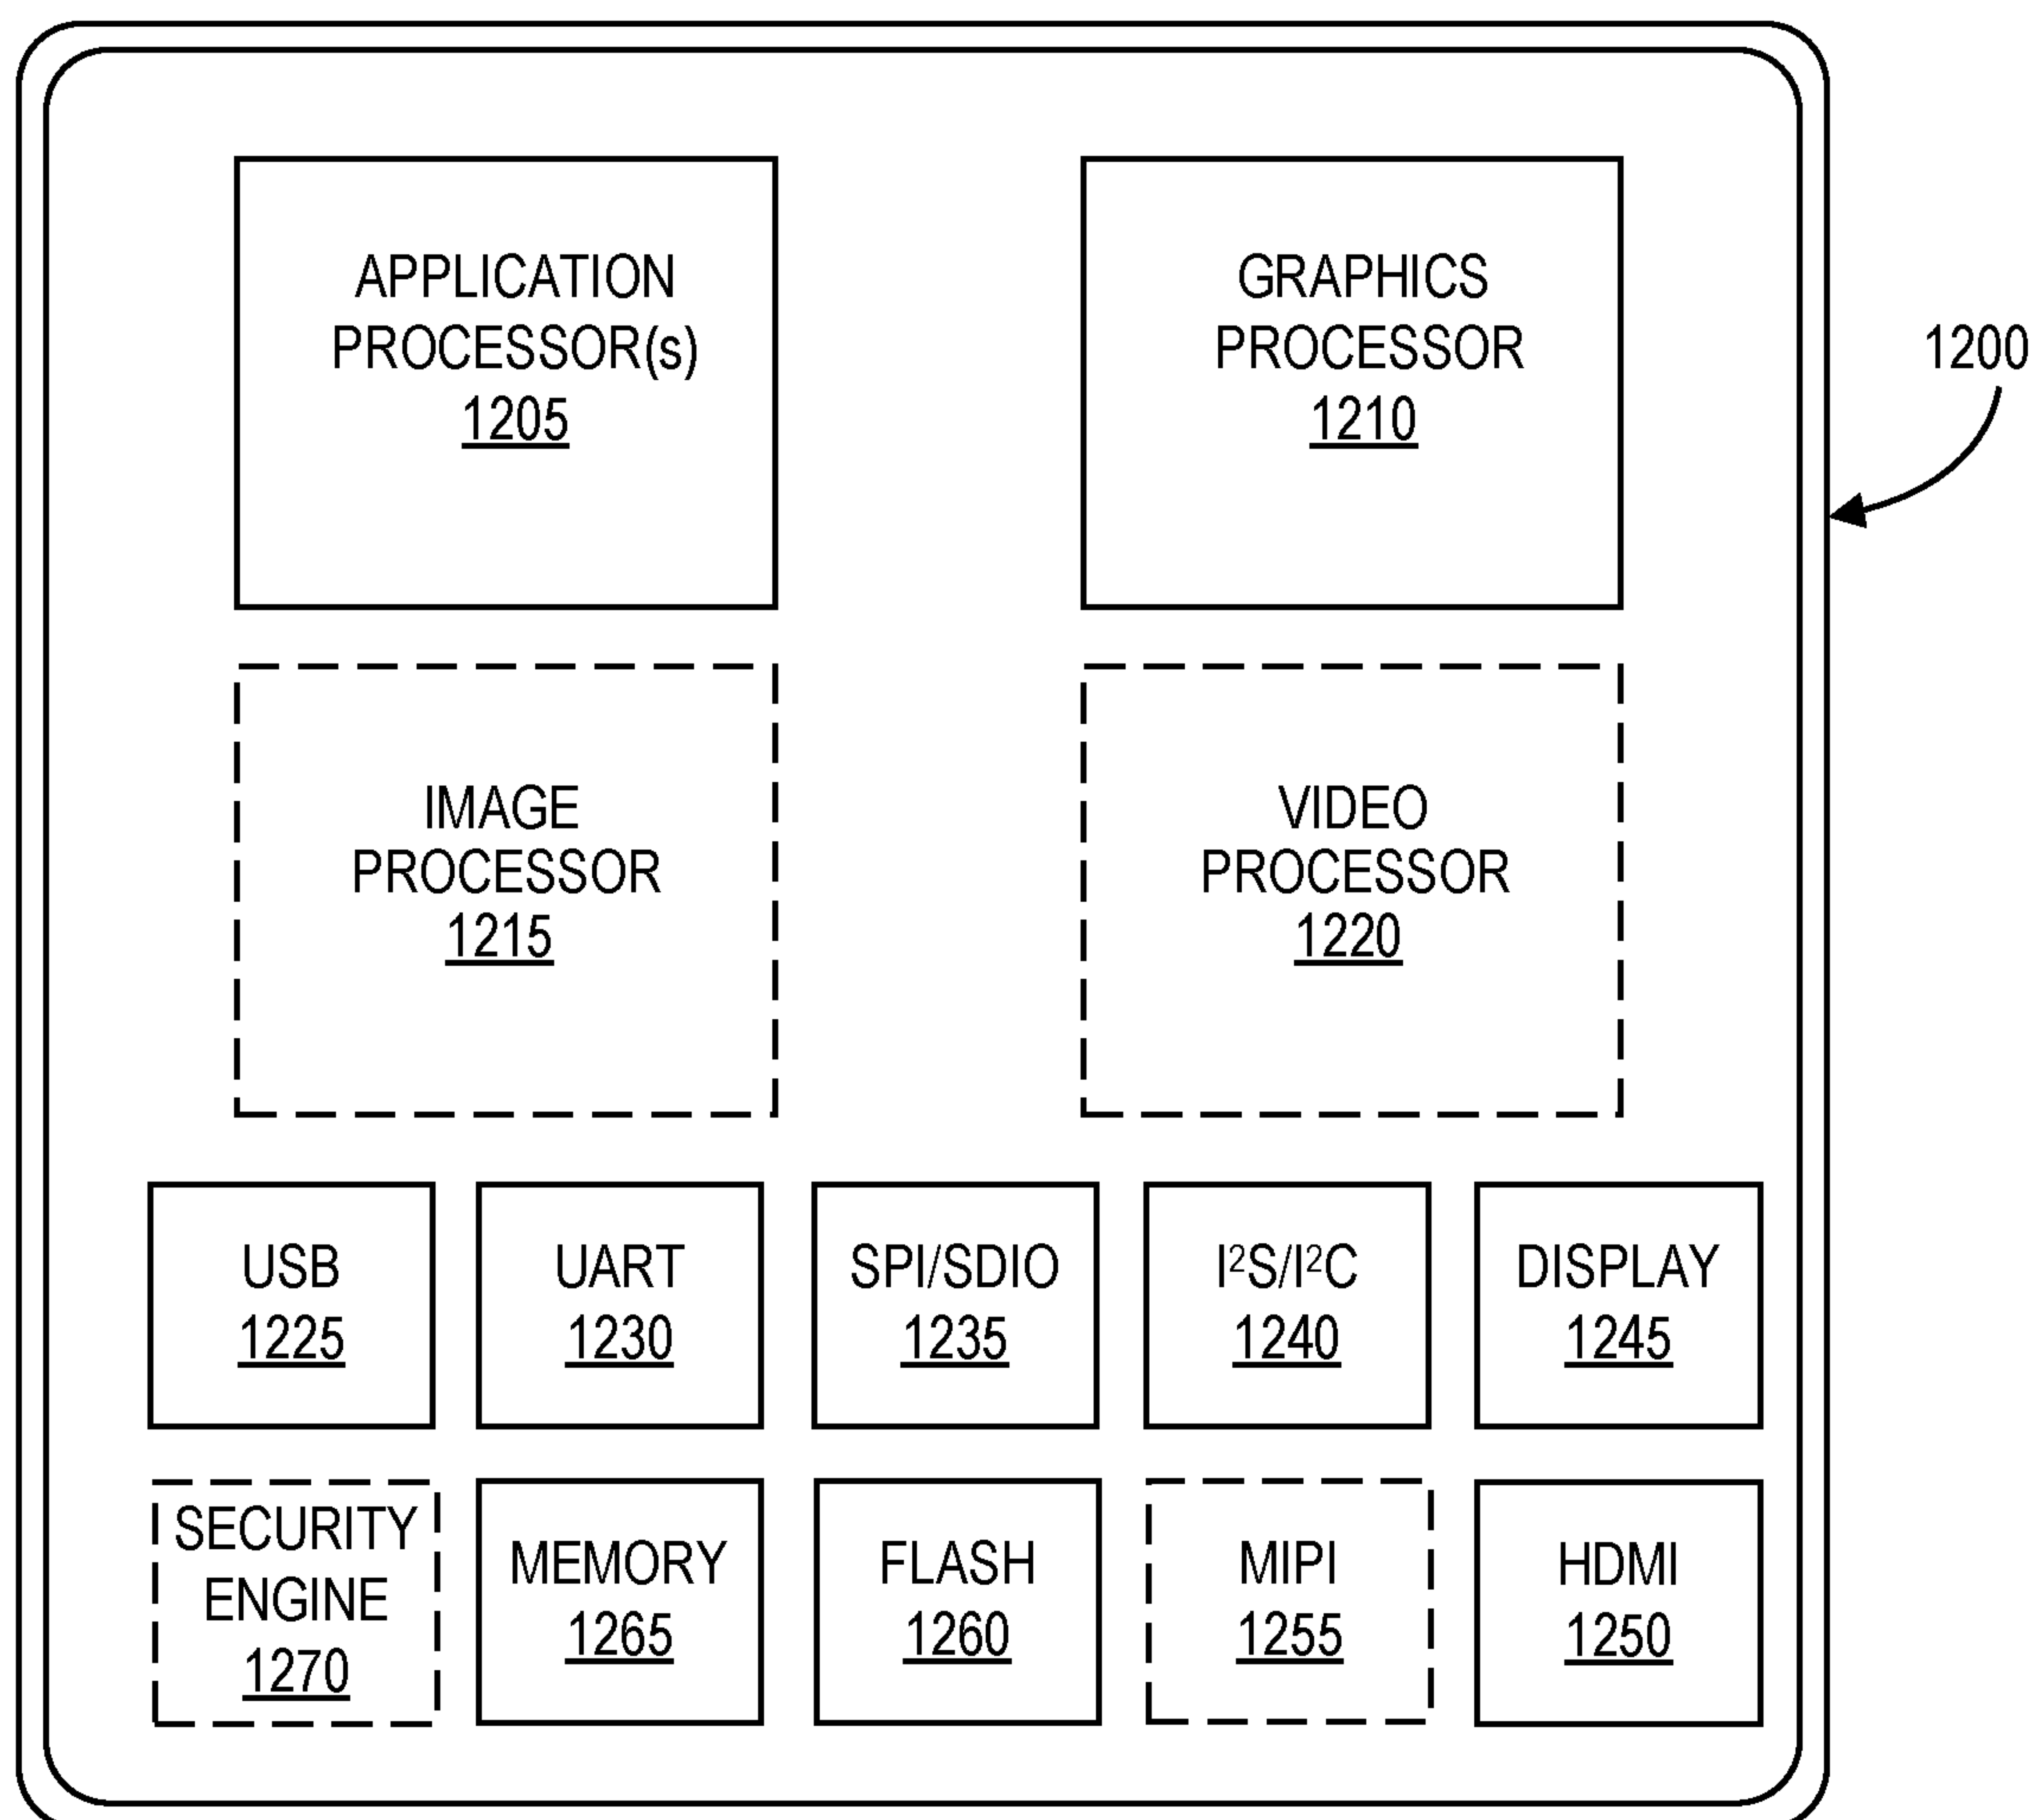 APPLICATION
PROCESSOR(s)
1205
GRAPHICS
PROCESSOR
1210
1200
IMAGE
PROCESSOR
1215
VIDEO
PROCESSOR
1220
USB
1225
UART
1230
SPI/SDIO
1235
I²S/I²C
1240
DISPLAY
1245
SECURITY
ENGINE
1270
MEMORY
1265
FLASH
1260
MIPI
1255
HDMI
1250